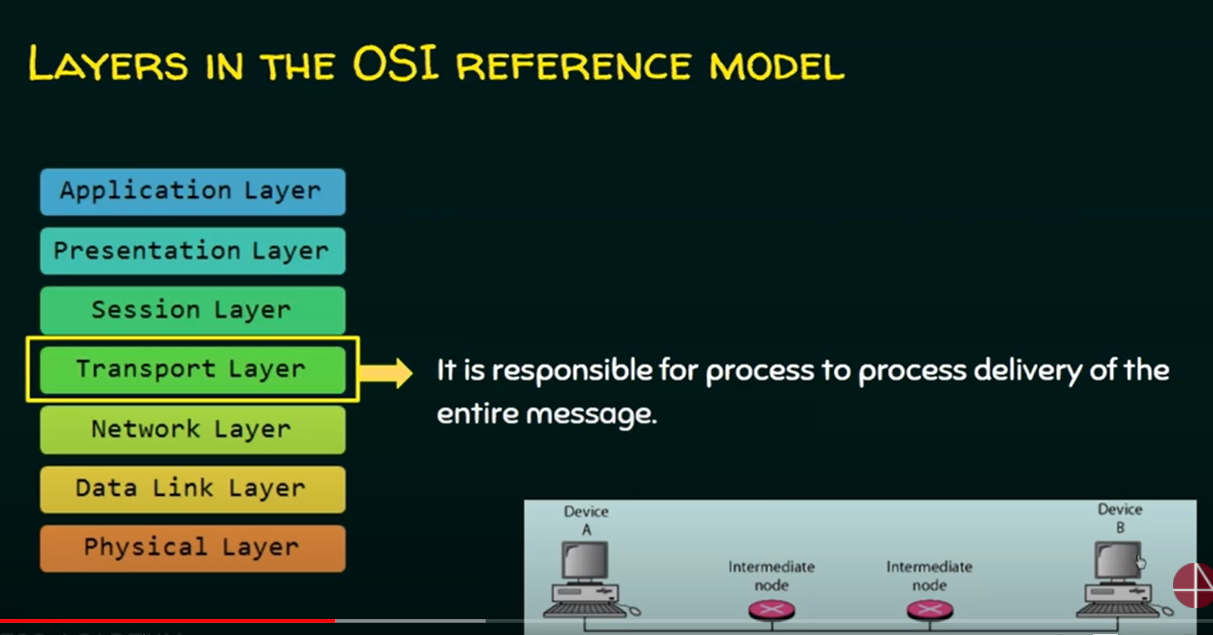 LAYERS IN THE OSI REFERENCE MODEL
Application Layer
Presentation Layer
Session Layer
Transport Layer
It is responsible for process to process delivery of the
entire message.
Network Layer
Data Link Layer
Physical Layer
Device
A
Intermediate
node
Intermediate
node
Device
B